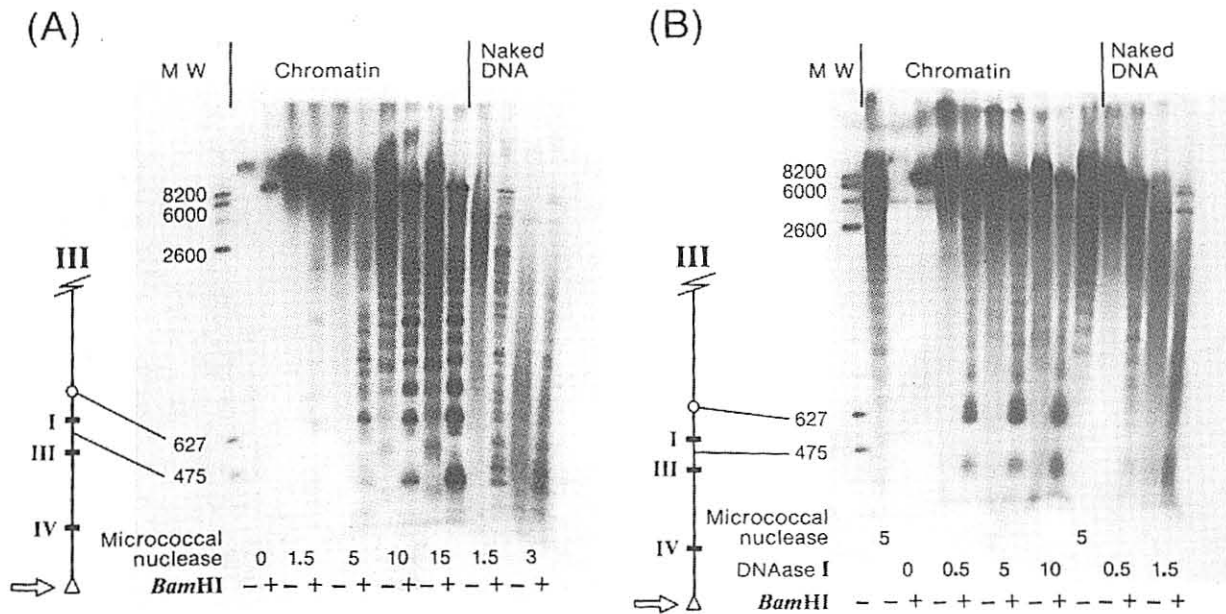 (A)
M W
Chromatin
Naked
DNA
8200
6000
2600
III
I
627
III
475
IV
Micrococcal
nuclease
0 1.5 5 10 15 1.5 3
BamHI - + - + - + - + - + - + - +
(B)
M W
Chromatin
Naked
DNA
8200
6000
2600
III
627
I
475
III
Micrococcal
nuclease
5 5
IV
DNAase I 0 0.5 5 10 0.5 1.5
BamHI - - + - + - + - + - - + - +